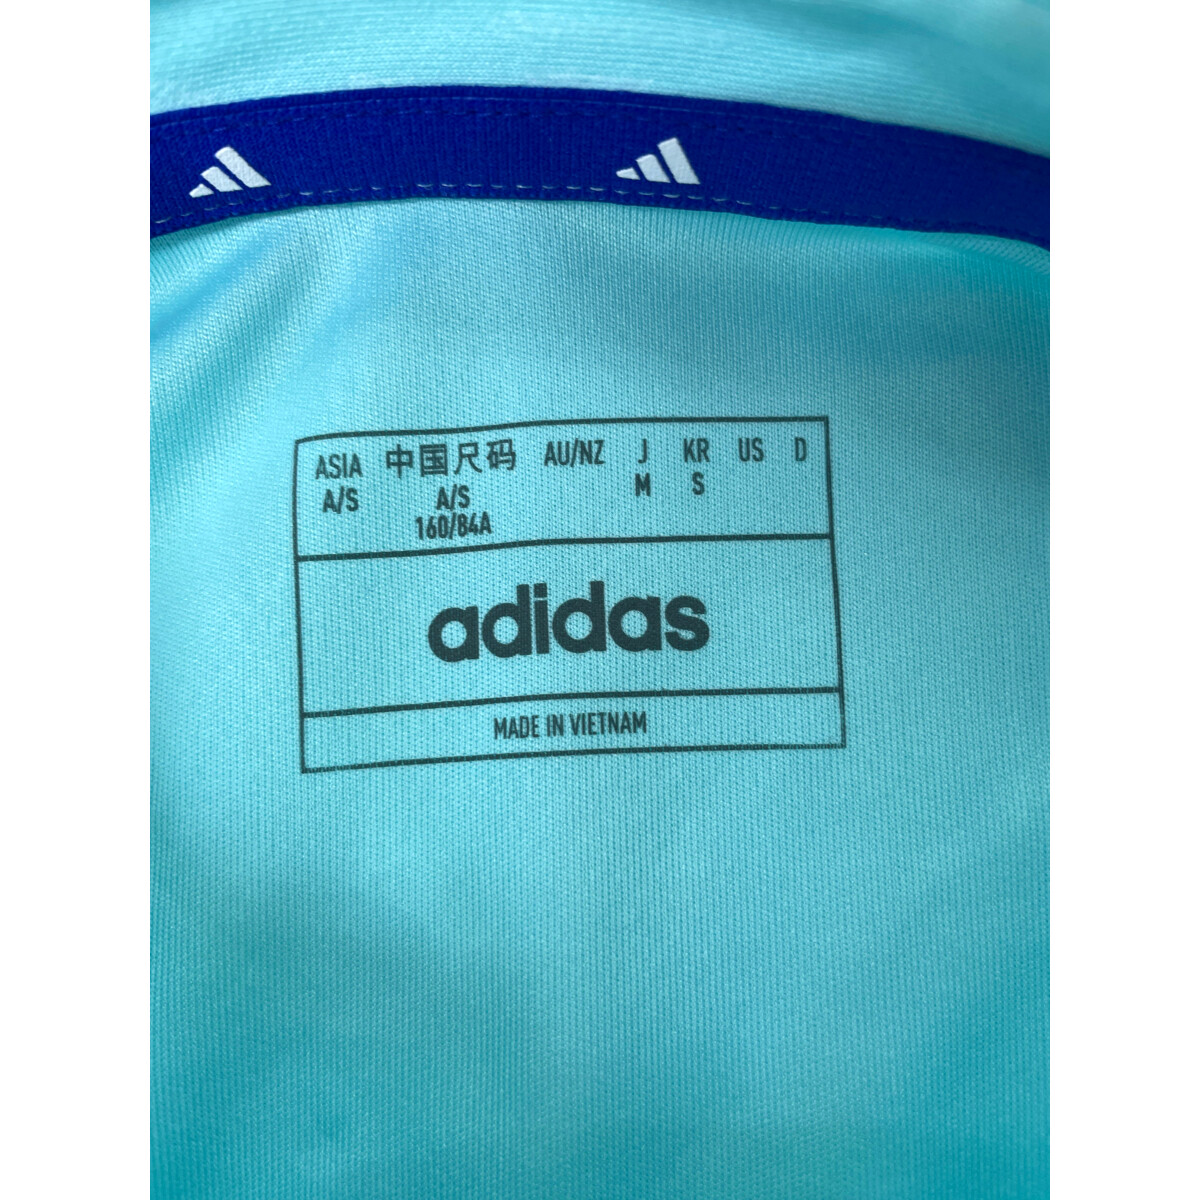 ASIA 中国尺码 AU/NZ J KR US D
A/S A/S M S
160/84A
adidas
MADE IN VIETNAM